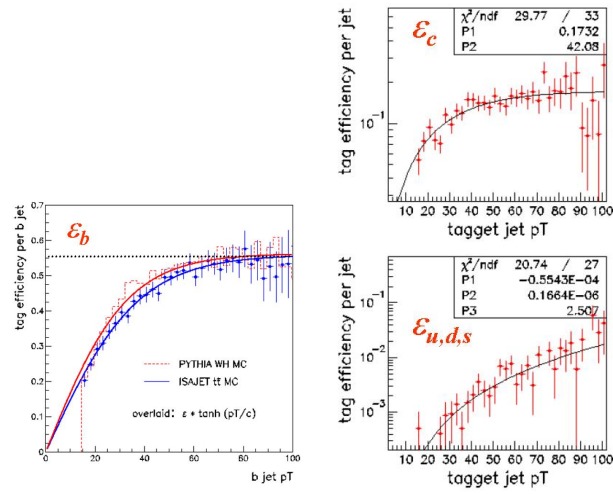 ε_b
tag efficiency per b jet
0.7
0.6
0.5
0.4
0.3
0.2
0.1
0
PYTHIA WH MC
ISAJET tt MC
overlaid: ε * tanh (pT/c)
0 20 40 60 80 100
b jet pT
ε_c
χ²/ndf 29.77 / 33
P1 0.1732
P2 42.08
tag efficiency per jet
10⁻¹
10 20 30 40 50 60 70 80 90 100
tagget jet pT
χ²/ndf 20.74 / 27
P1 -0.5543E-04
P2 0.1664E-06
P3 2.507
ε_u,d,s
tag efficiency per jet
10⁻¹
10⁻²
10⁻³
10 20 30 40 50 60 70 80 90 100
tagget jet pT